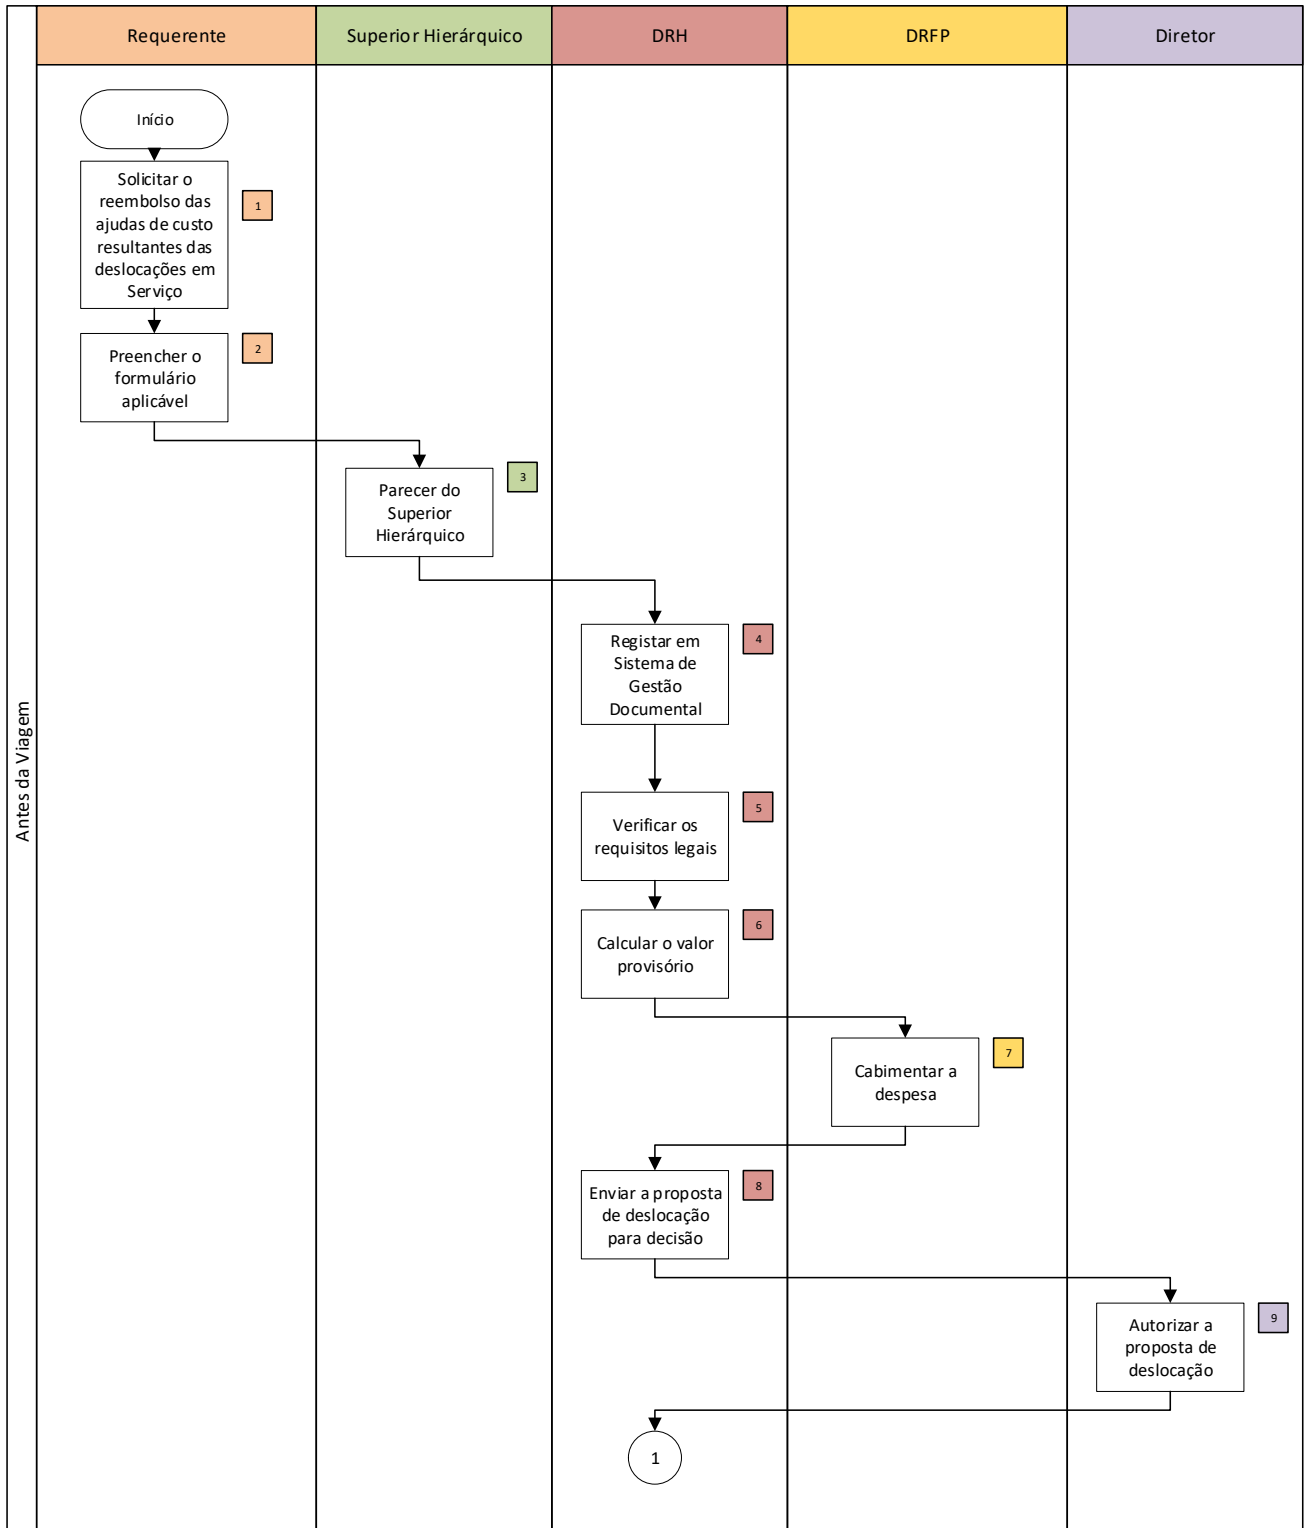 Requerente
Superior Hierárquico
DRH
DRFP
Diretor
Antes da Viagem
Início
Solicitar o
reembolso das
ajudas de custo
resultantes das
deslocações em
Serviço
1
Preencher o
formulário
aplicável
2
Parecer do
Superior
Hierárquico
3
Registar em
Sistema de
Gestão
Documental
4
Verificar os
requisitos legais
5
Calcular o valor
provisório
6
Cabimentar a
despesa
7
Enviar a proposta
de deslocação
para decisão
8
Autorizar a
proposta de
deslocação
9
1